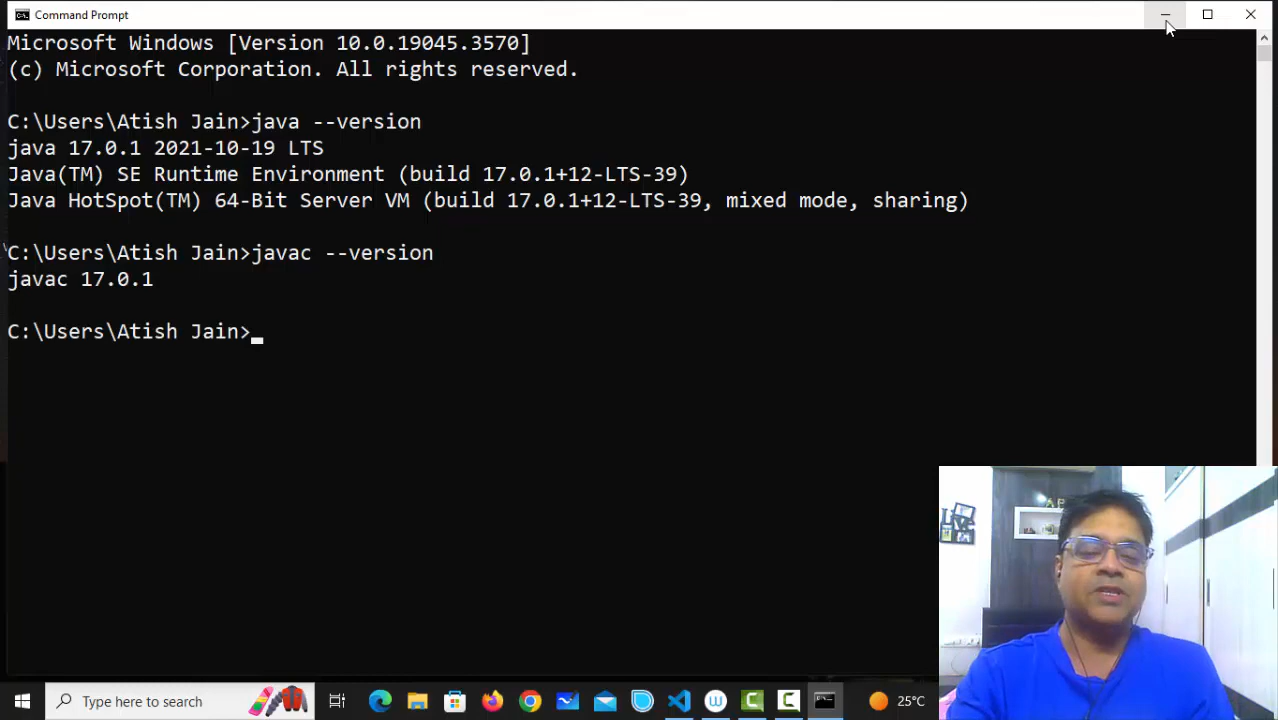 Command Prompt
Microsoft Windows [Version 10.0.19045.3570]
(c) Microsoft Corporation. All rights reserved.
C:\Users\Atish Jain>java --version
java 17.0.1 2021-10-19 LTS
Java(TM) SE Runtime Environment (build 17.0.1+12-LTS-39)
Java HotSpot(TM) 64-Bit Server VM (build 17.0.1+12-LTS-39, mixed mode, sharing)
C:\Users\Atish Jain>javac --version
javac 17.0.1
C:\Users\Atish Jain>
Type here to search
25°C